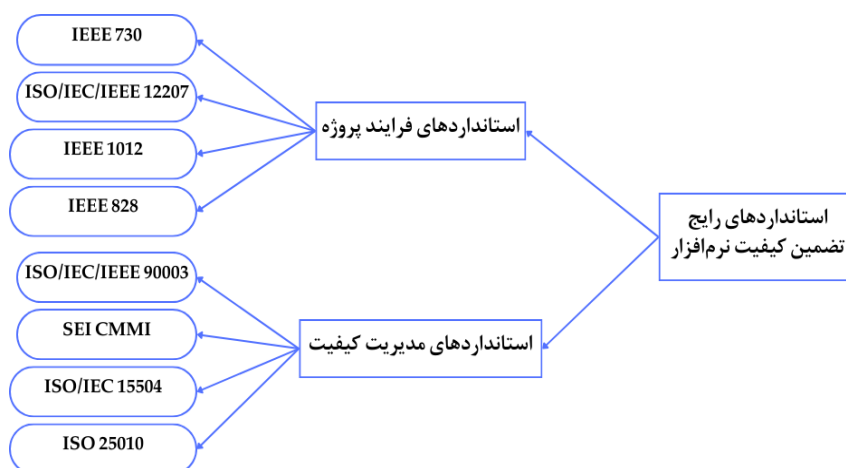 استانداردهای رایج
تضمین کیفیت نرم‌افزار
استانداردهای فرایند پروژه
IEEE 730
ISO/IEC/IEEE 12207
IEEE 1012
IEEE 828
استانداردهای مدیریت کیفیت
ISO/IEC/IEEE 90003
SEI CMMI
ISO/IEC 15504
ISO 25010